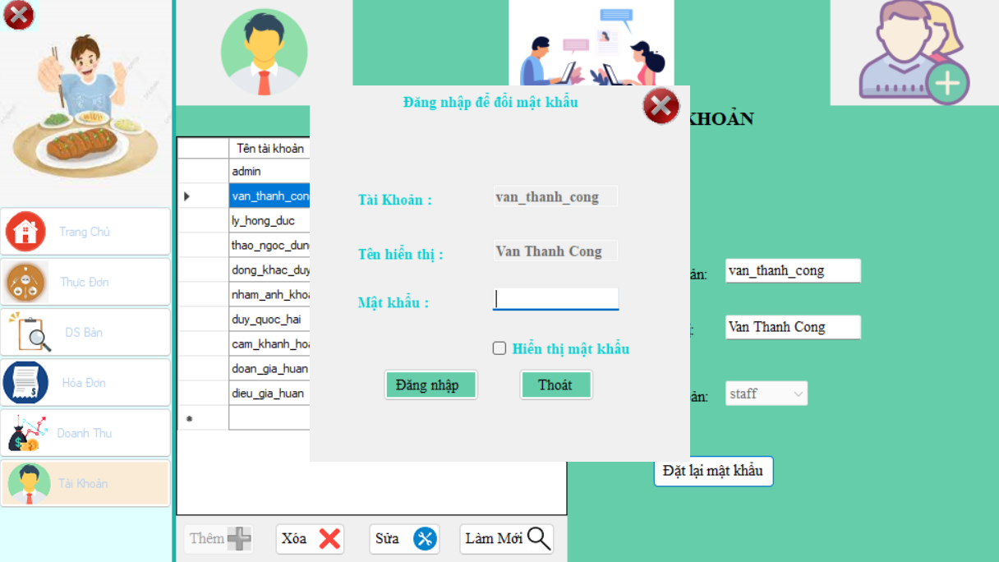 Trang Chủ
Thực Đơn
DS Bàn
Hóa Đơn
Doanh Thu
Tài Khoản
Tên tài khoản
admin
van_thanh_con
ly_hong_duc
thao_ngoc_dun
dong_khac_duy
nham_anh_kho
duy_quoc_hai
cam_khanh_ho
doan_gia_huan
dieu_gia_huan
Thêm
Xóa
Sửa
Làm Mới
Đăng nhập để đổi mật khẩu
Tài Khoản : van_thanh_cong
Tên hiển thị : Van Thanh Cong
Mật khẩu :
Hiển thị mật khẩu
Đăng nhập Thoát
KHOẢN
ản: van_thanh_cong
Van Thanh Cong
ản: staff
Đặt lại mật khẩu